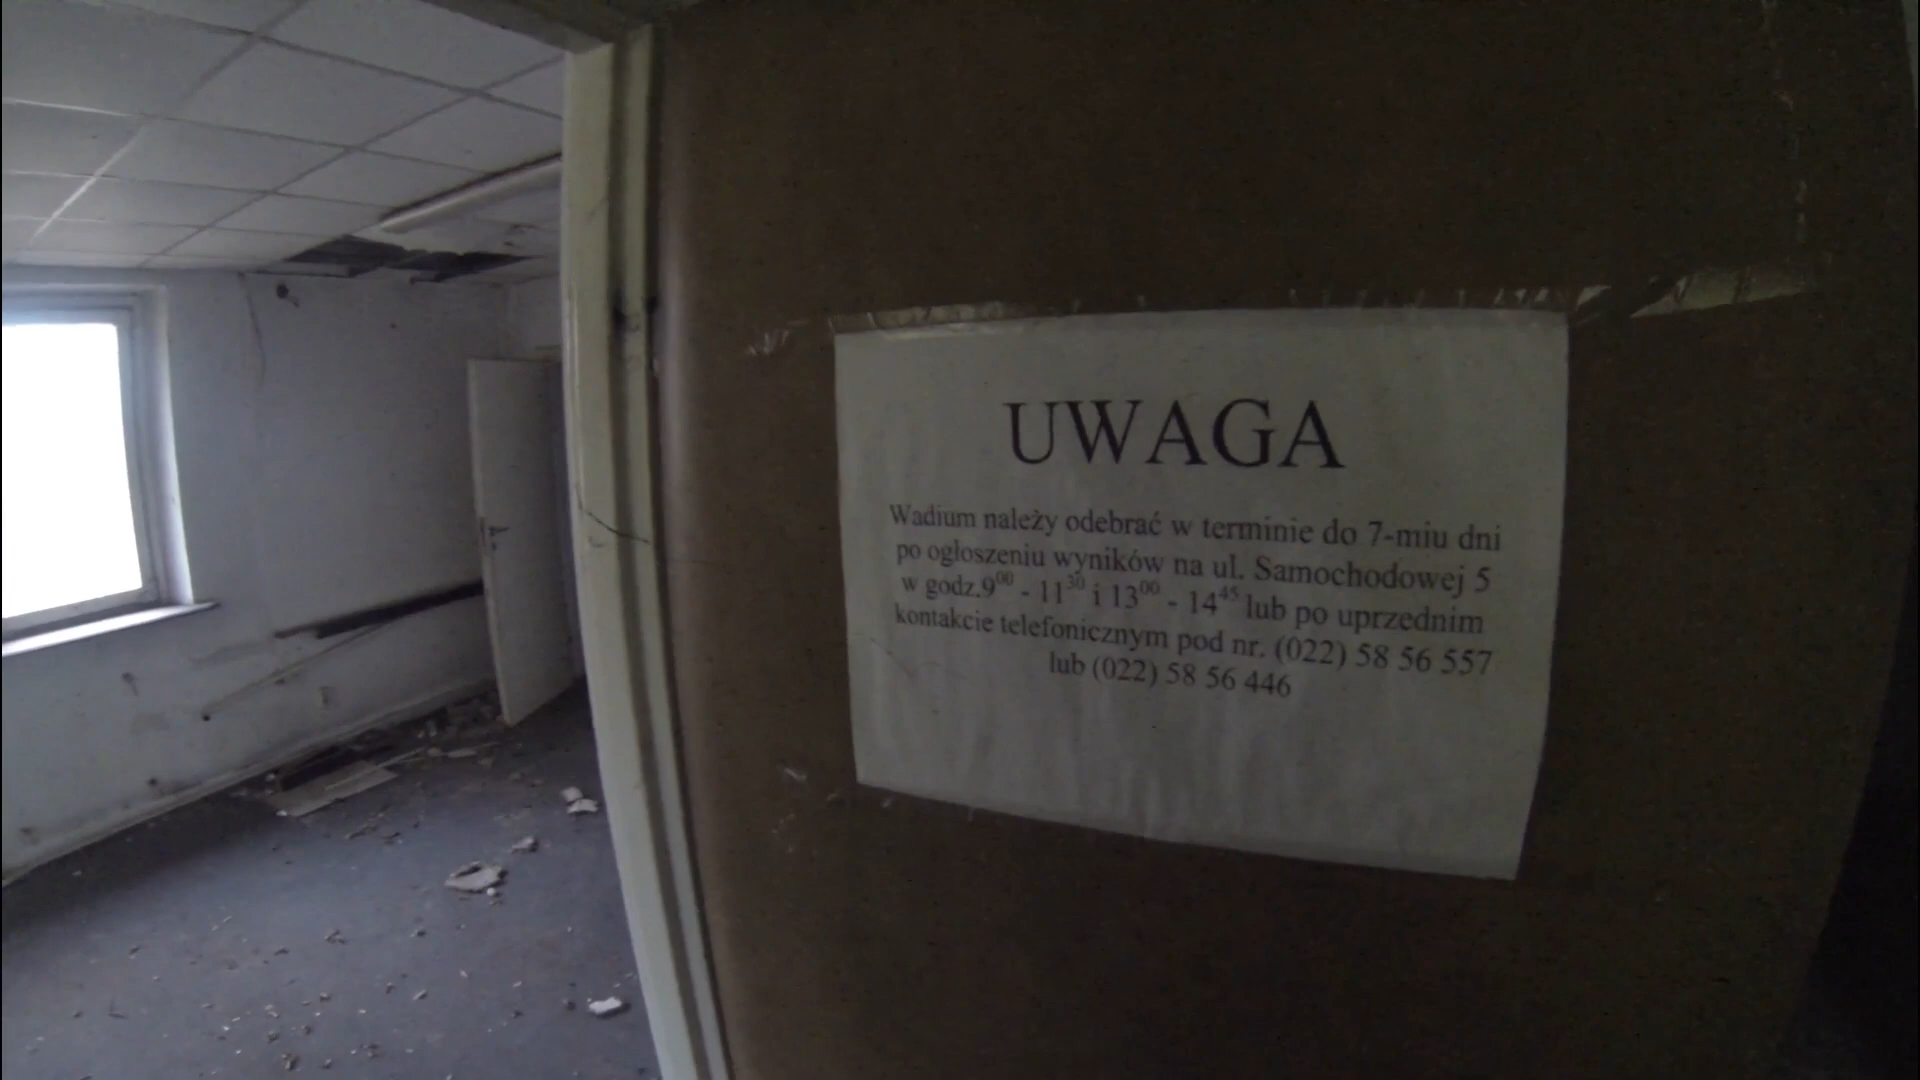 UWAGA
Wadium należy odebrać w terminie do 7-miu dni
po ogłoszeniu wyników na ul. Samochodowej 5
w godz.9⁰⁰ - 11³⁰ i 13⁰⁰ - 14⁴⁵ lub po uprzednim
kontakcie telefonicznym pod nr. (022) 58 56 557
lub (022) 58 56 446